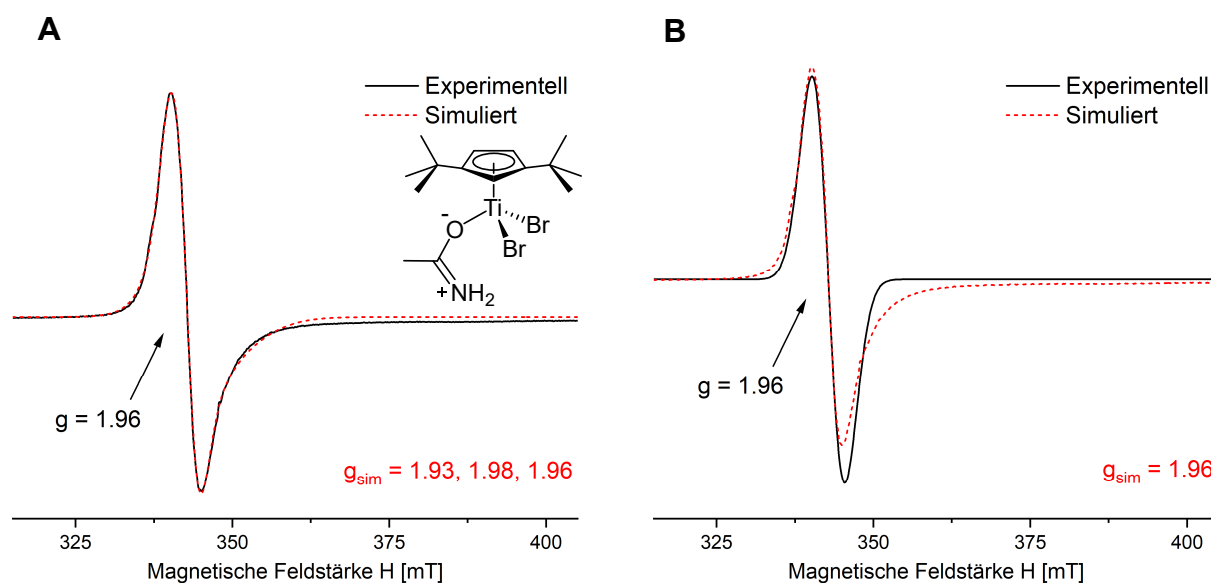 A
Experimentell
Simuliert
Ti
Br
Br
-
O
+
NH2
g = 1.96
gsim = 1.93, 1.98, 1.96
325
350
375
400
Magnetische Feldstärke H [mT]
B
Experimentell
Simuliert
g = 1.96
gsim = 1.96
325
350
375
400
Magnetische Feldstärke H [mT]